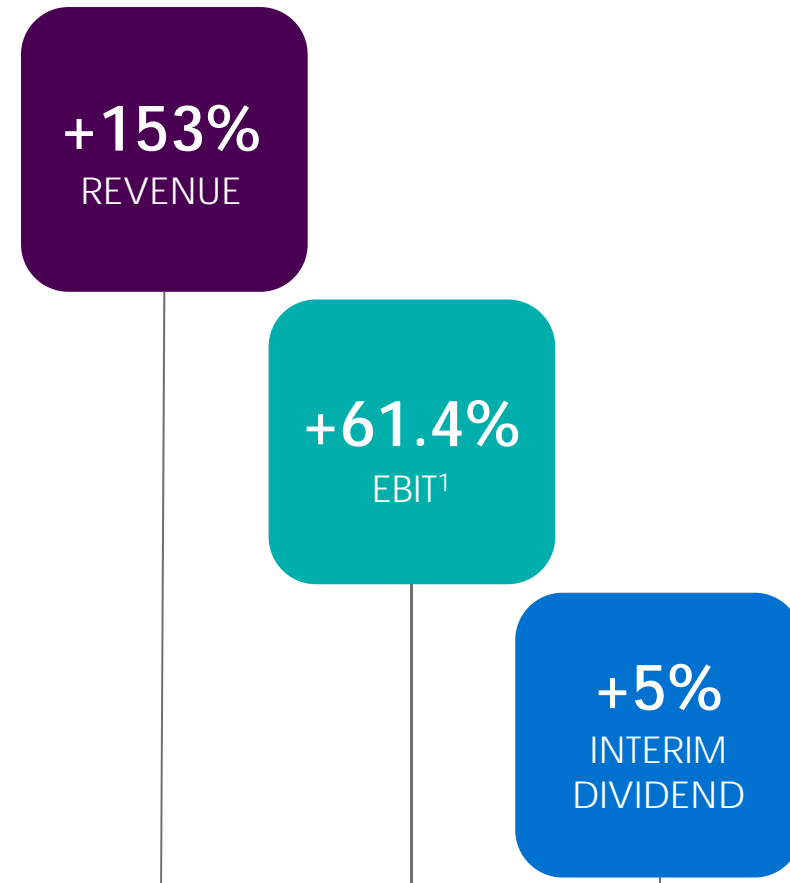 +153%
REVENUE
+61.4%
EBIT¹
+5%
INTERIM
DIVIDEND